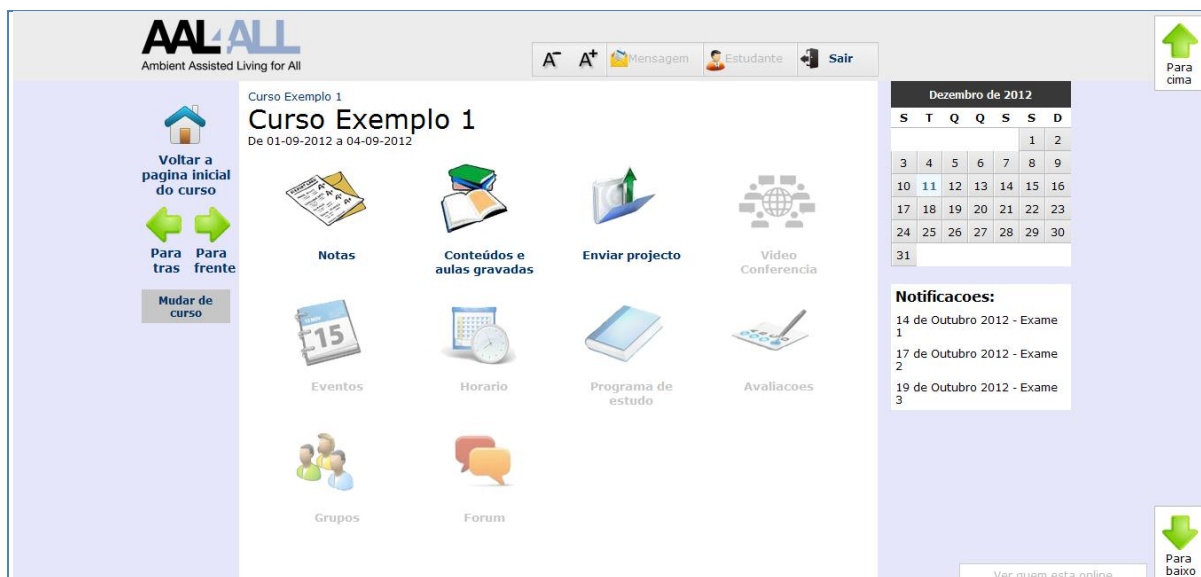 AAL4ALL
Ambient Assisted Living for All
A- A+ Mensagem Estudante Sair
Para
cima
Voltar a
pagina inicial
do curso
Para tras
Para frente
Mudar de
curso
Curso Exemplo 1
Curso Exemplo 1
De 01-09-2012 a 04-09-2012
Notas
Conteúdos e
aulas gravadas
Enviar projecto
Video
Conferencia
15
Eventos
Horario
Programa de
estudo
Avaliacoes
Grupos
Forum
Dezembro de 2012
S T Q Q S S D
1 2
3 4 5 6 7 8 9
10 11 12 13 14 15 16
17 18 19 20 21 22 23
24 25 26 27 28 29 30
31
Notificacoes:
14 de Outubro 2012 - Exame
1
17 de Outubro 2012 - Exame
2
19 de Outubro 2012 - Exame
3
Ver quem esta online
Para
baixo